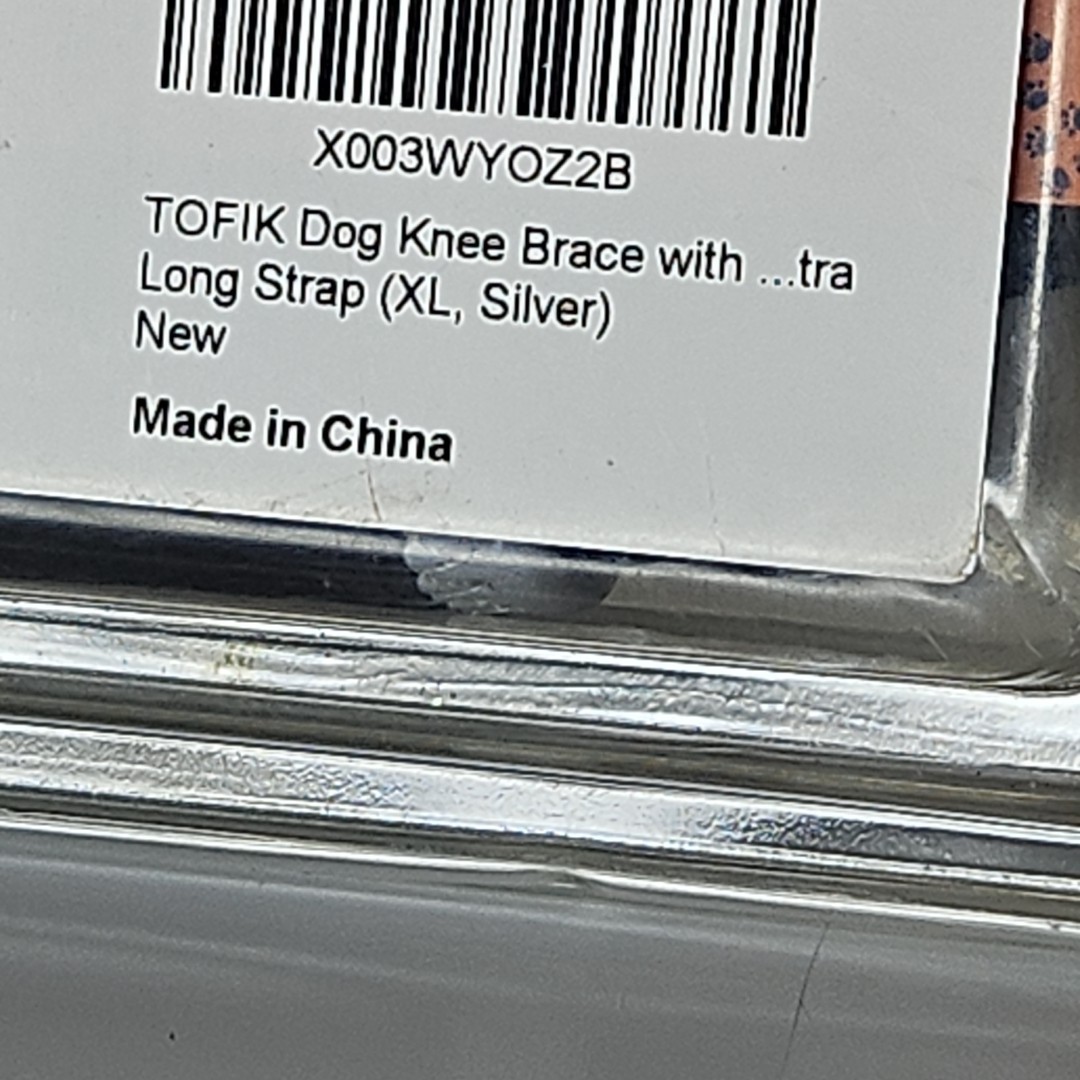 X003WYOZ2B
TOFIK Dog Knee Brace with ...tra
Long Strap (XL, Silver)
New
Made in China